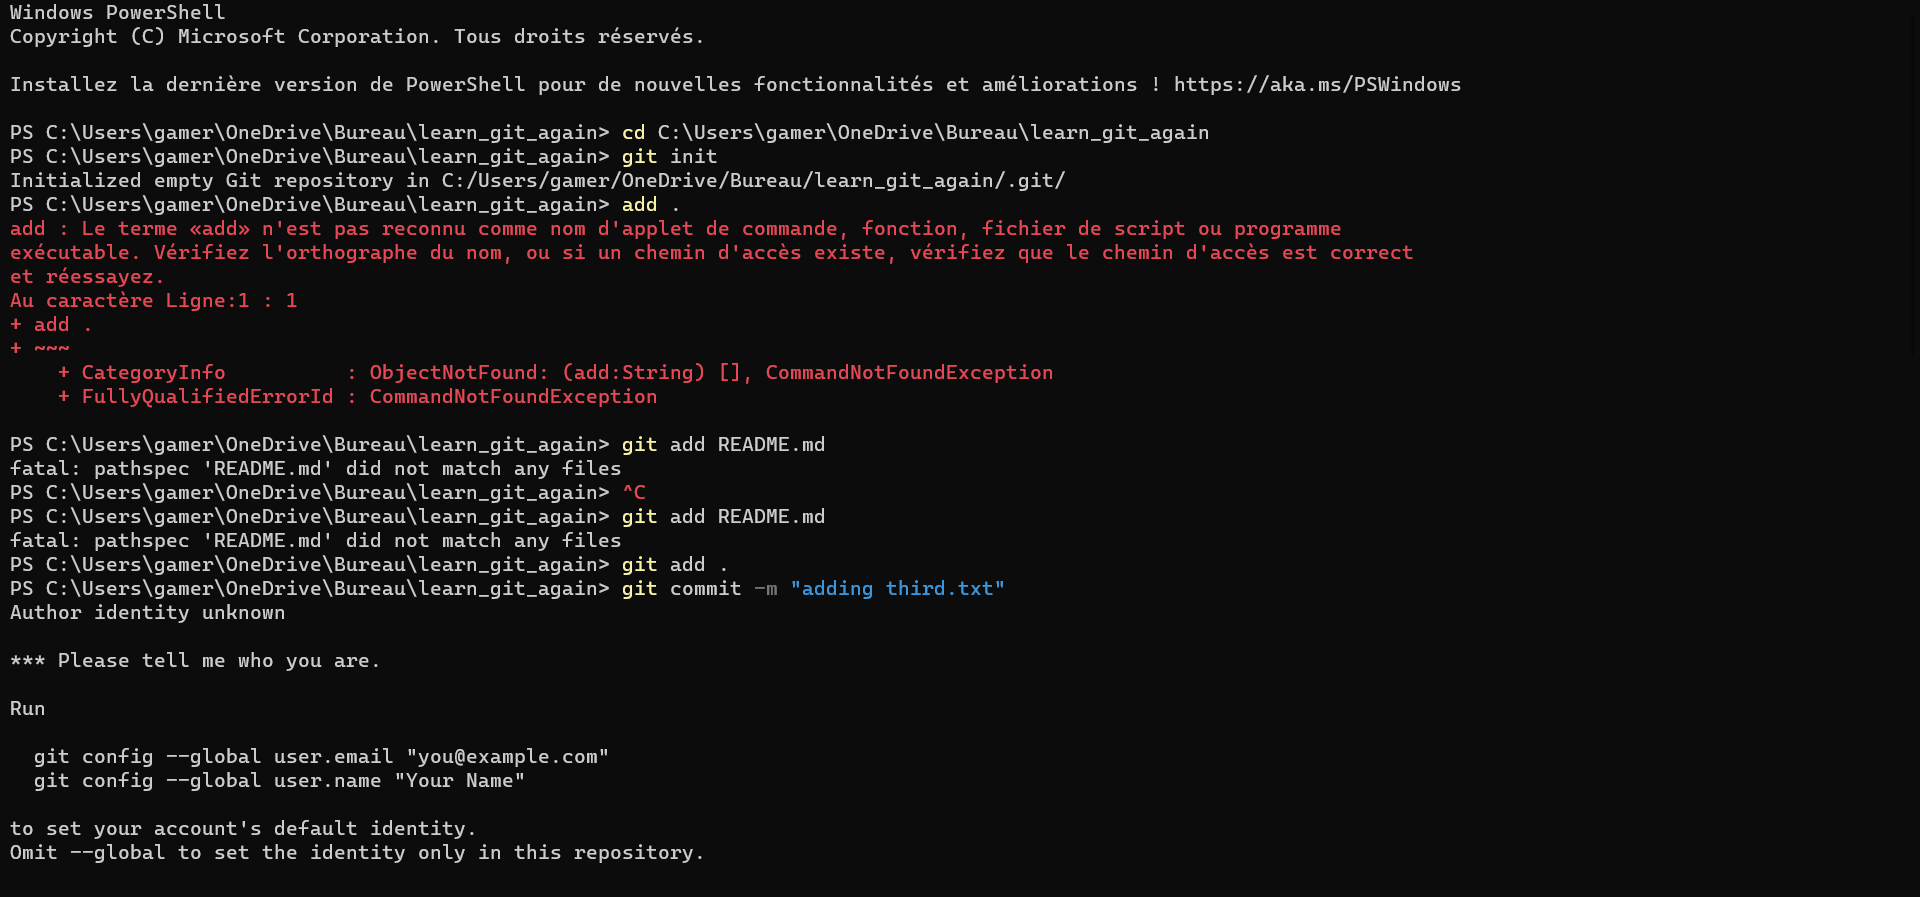 Windows PowerShell
Copyright (C) Microsoft Corporation. Tous droits réservés.
Installez la dernière version de PowerShell pour de nouvelles fonctionnalités et améliorations ! https://aka.ms/PSWindows
PS C:\Users\gamer\OneDrive\Bureau\learn_git_again> cd C:\Users\gamer\OneDrive\Bureau\learn_git_again
PS C:\Users\gamer\OneDrive\Bureau\learn_git_again> git init
Initialized empty Git repository in C:/Users/gamer/OneDrive/Bureau/learn_git_again/.git/
PS C:\Users\gamer\OneDrive\Bureau\learn_git_again> add .
add : Le terme «add» n'est pas reconnu comme nom d'applet de commande, fonction, fichier de script ou programme
exécutable. Vérifiez l'orthographe du nom, ou si un chemin d'accès existe, vérifiez que le chemin d'accès est correct
et réessayez.
Au caractère Ligne:1 : 1
+ add .
+ ~~~
    + CategoryInfo          : ObjectNotFound: (add:String) [], CommandNotFoundException
    + FullyQualifiedErrorId : CommandNotFoundException
PS C:\Users\gamer\OneDrive\Bureau\learn_git_again> git add README.md
fatal: pathspec 'README.md' did not match any files
PS C:\Users\gamer\OneDrive\Bureau\learn_git_again> ^C
PS C:\Users\gamer\OneDrive\Bureau\learn_git_again> git add README.md
fatal: pathspec 'README.md' did not match any files
PS C:\Users\gamer\OneDrive\Bureau\learn_git_again> git add .
PS C:\Users\gamer\OneDrive\Bureau\learn_git_again> git commit -m "adding third.txt"
Author identity unknown
*** Please tell me who you are.
Run
  git config --global user.email "you@example.com"
  git config --global user.name "Your Name"
to set your account's default identity.
Omit --global to set the identity only in this repository.